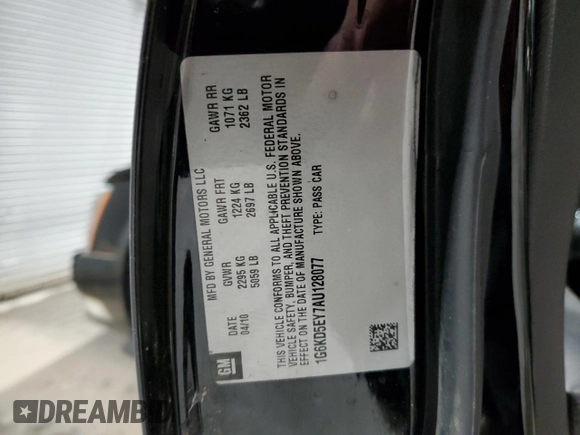 GM
MFD BY GENERAL MOTORS LLC
DATE GVWR GAWR FRT GAWR RR
04/10 2295 KG 1224 KG 1071 KG
5059 LB 2697 LB 2362 LB
THIS VEHICLE CONFORMS TO ALL APPLICABLE U.S. FEDERAL MOTOR
VEHICLE SAFETY, BUMPER, AND THEFT PREVENTION STANDARDS IN
EFFECT ON THE DATE OF MANUFACTURE SHOWN ABOVE.
1G6KD5EY7AU128077 TYPE: PASS CAR
DREAMBID